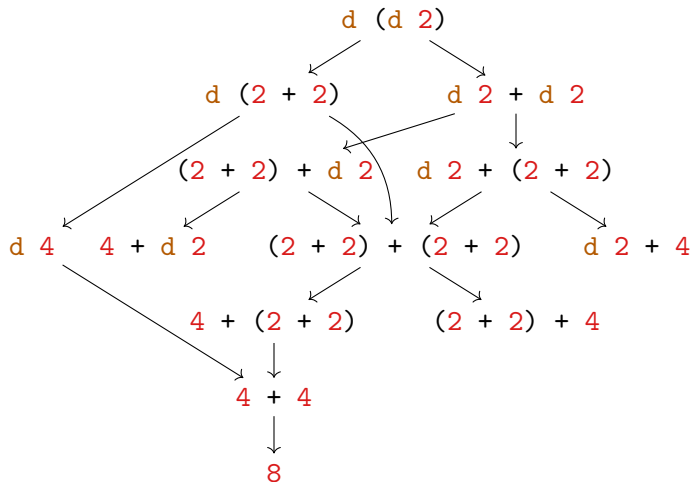 d (d 2)
d (2 + 2) d 2 + d 2
(2 + 2) + d 2 d 2 + (2 + 2)
d 4 4 + d 2 (2 + 2) + (2 + 2) d 2 + 4
4 + (2 + 2) (2 + 2) + 4
4 + 4
8